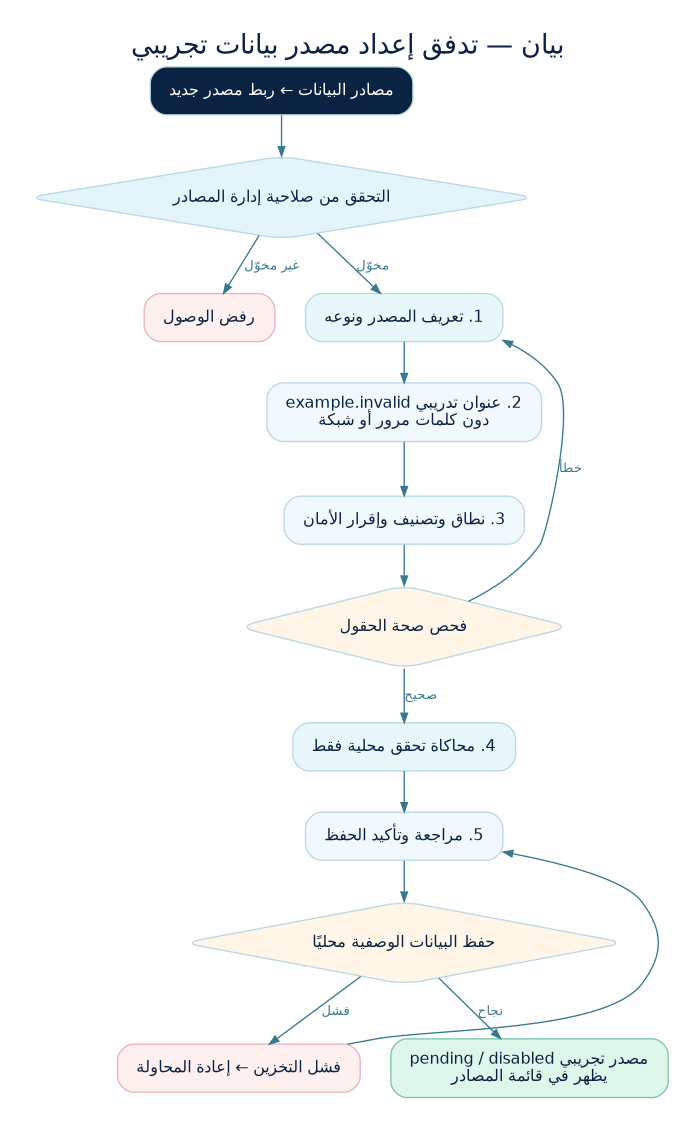 بيان — تدفق إعداد مصدر بيانات تجريبي
مصادر البيانات ← ربط مصدر جديد
التحقق من صلاحية إدارة المصادر
غير مخوّل
مخوّل
رفض الوصول
1. تعريف المصدر ونوعه
2. عنوان تدريبي example.invalid
دون كلمات مرور أو شبكة
خطأ
3. نطاق وتصنيف وإقرار الأمان
فحص صحة الحقول
صحيح
4. محاكاة تحقق محلية فقط
5. مراجعة وتأكيد الحفظ
حفظ البيانات الوصفية محليًا
فشل
نجاح
فشل التخزين ← إعادة المحاولة
مصدر تجريبي pending / disabled
يظهر في قائمة المصادر